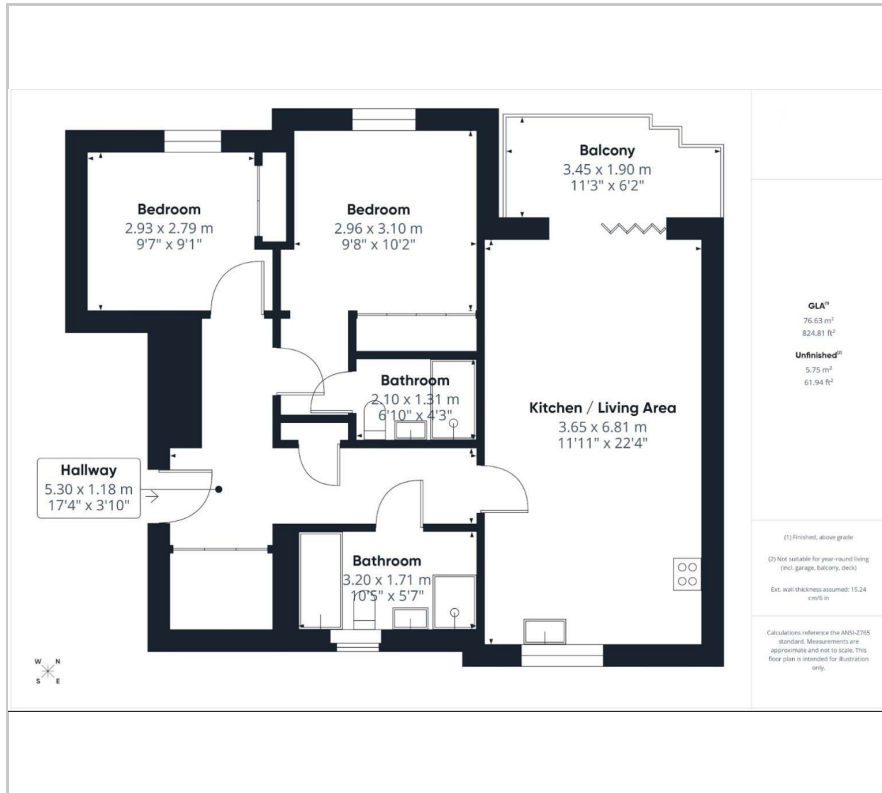 Balcony
3.45 x 1.90 m
11'3" x 6'2"
Bedroom
2.93 x 2.79 m
9'7" x 9'1"
Bedroom
2.96 x 3.10 m
9'8" x 10'2"
GLA⁽¹⁾
76.63 m²
824.81 ft²
Unfinished⁽²⁾
5.75 m²
61.94 ft²
Bathroom
2.10 x 1.31 m
6'10" x 4'3"
Kitchen / Living Area
3.65 x 6.81 m
11'11" x 22'4"
Hallway
5.30 x 1.18 m
17'4" x 3'10"
Bathroom
3.20 x 1.71 m
10'5" x 5'7"
(1) Finished, above grade
(2) Not suitable for year-round living
(incl. garage, balcony, deck)
Ext. wall thickness assumed: 15.24
cm/6 in
Calculations reference the ANSI-Z765
standard. Measurements are
approximate and not to scale. This
floor plan is intended for illustration
only.
W N
S E